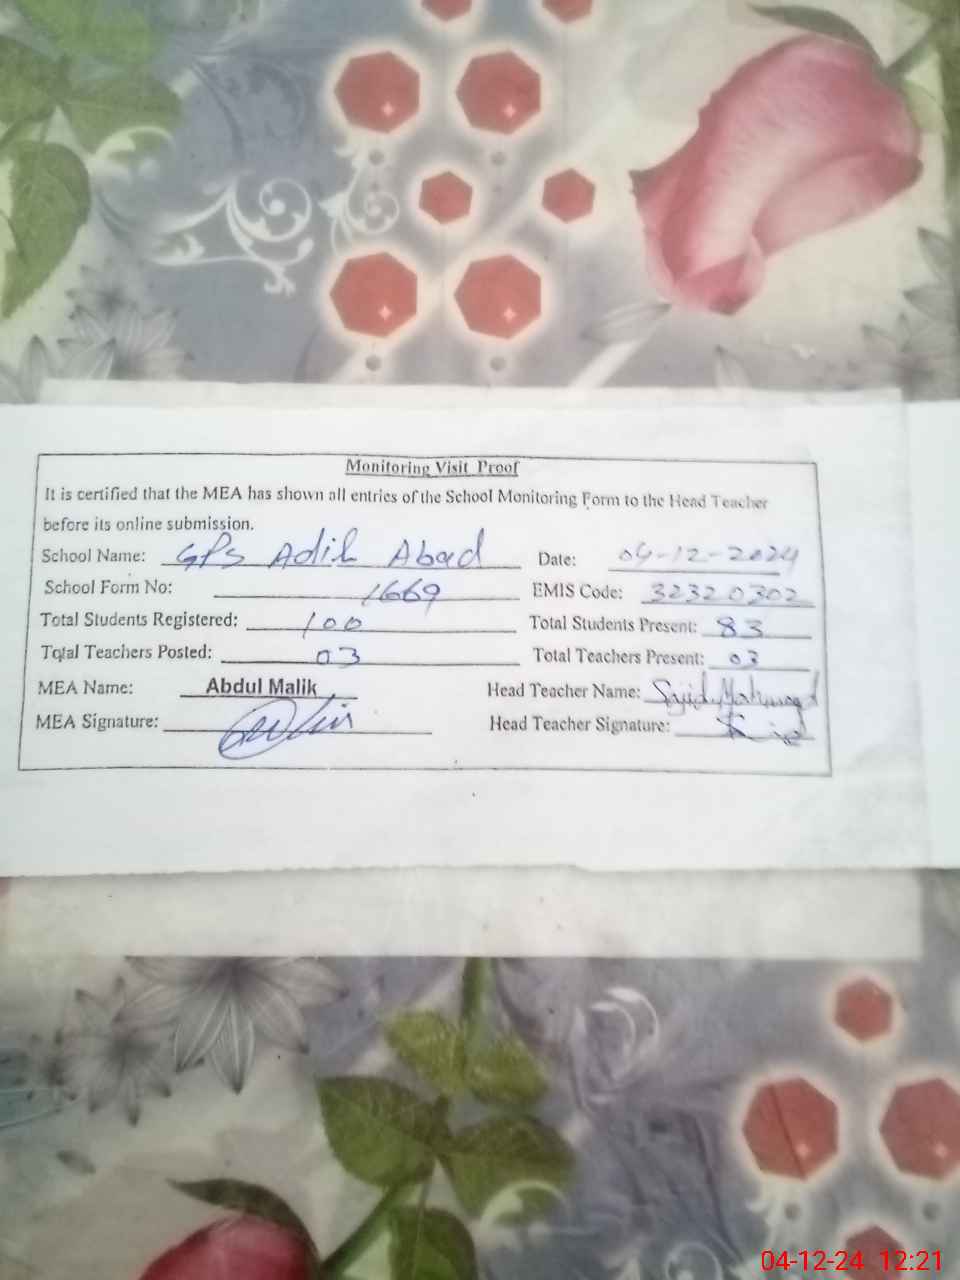 Monitoring Visit Proof
It is certified that the MEA has shown all entries of the School Monitoring Form to the Head Teacher
before its online submission.
School Name: GPS Adil Abad Date: 04-12-2024
School Form No: 1669 EMIS Code: 32320302
Total Students Registered: 100 Total Students Present: 83
Total Teachers Posted: 03 Total Teachers Present: 03
MEA Name: Abdul Malik Head Teacher Name: Sajid Mahmood
MEA Signature: Head Teacher Signature:
04-12-24 12:21